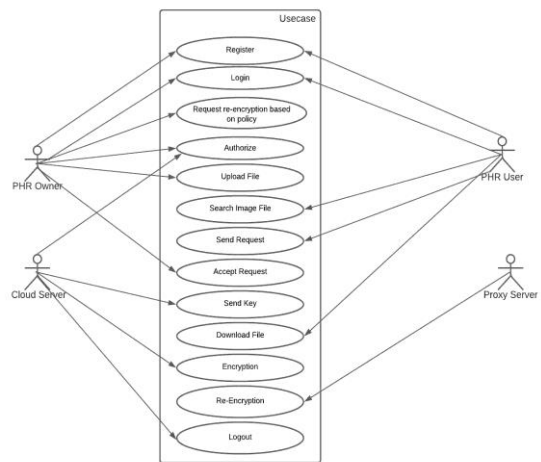 Usecase
Register
Login
Request re-encryption based
on policy
Authorize
PHR Owner
PHR User
Upload File
Search Image File
Send Request
Accept Request
Cloud Server
Proxy Server
Send Key
Download File
Encryption
Re-Encryption
Logout